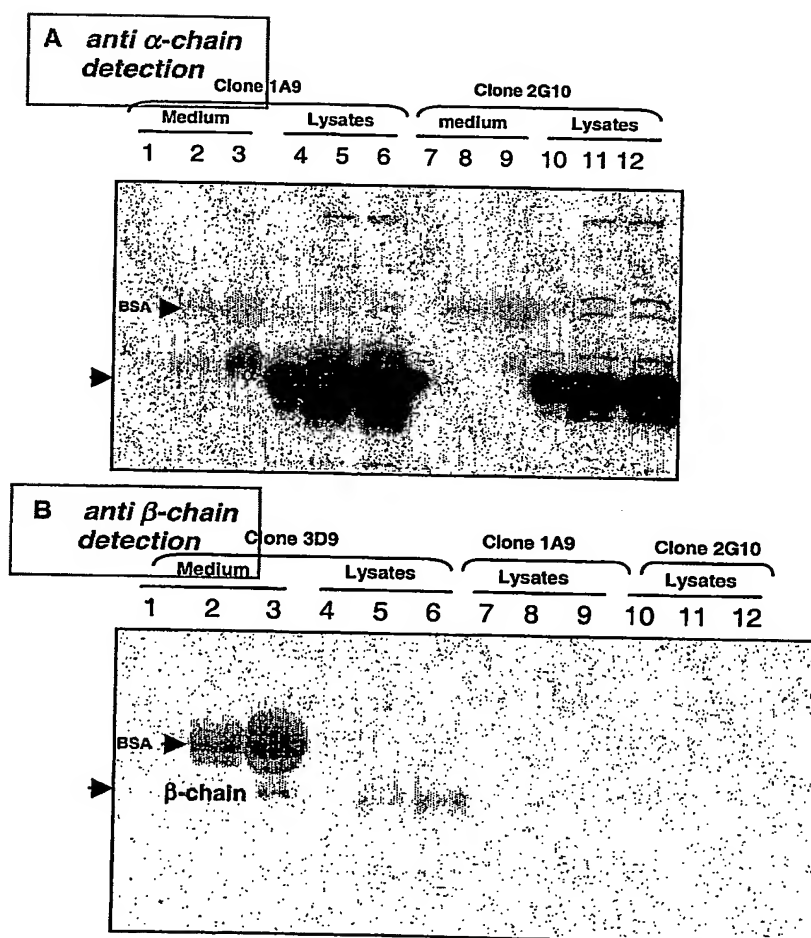 A anti α-chain
detection
Clone 1A9
Clone 2G10
Medium
Lysates
medium
Lysates
1 2 3 4 5 6 7 8 9 10 11 12
BSA
B anti β-chain
detection
Clone 3D9
Clone 1A9
Clone 2G10
Medium
Lysates
Lysates
Lysates
1 2 3 4 5 6 7 8 9 10 11 12
BSA
β-chain